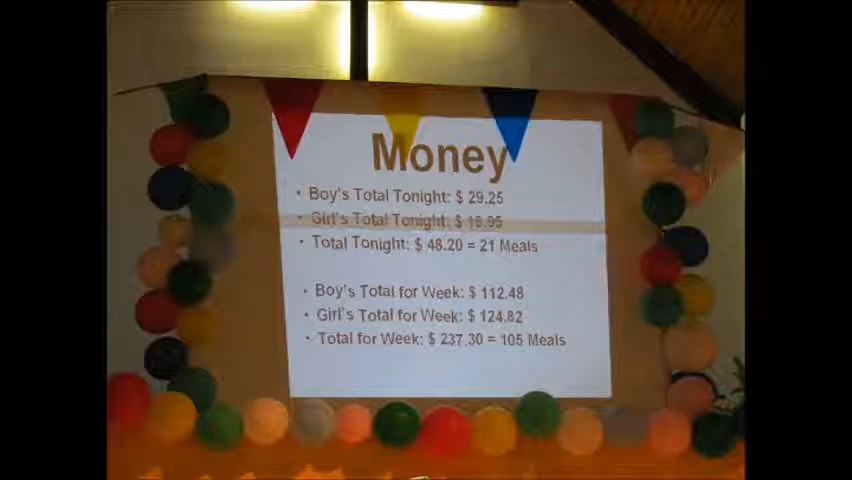 Money
• Boy's Total Tonight: $ 29.25
• Girl's Total Tonight: $ 18.95
• Total Tonight: $ 48.20 = 21 Meals
• Boy's Total for Week: $ 112.48
• Girl's Total for Week: $ 124.82
• Total for Week: $ 237.30 = 105 Meals